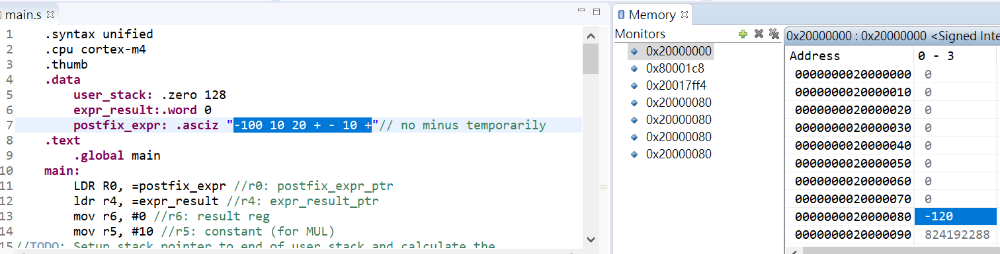 main.s
1 .syntax unified
2 .cpu cortex-m4
3 .thumb
4 .data
5 user_stack: .zero 128
6 expr_result:.word 0
7 postfix_expr: .asciz "-100 10 20 + - 10 +"// no minus temporarily
8 .text
9 .global main
10 main:
11 LDR R0, =postfix_expr //r0: postfix_expr_ptr
12 ldr r4, =expr_result //r4: expr_result_ptr
13 mov r6, #0 //r6: result reg
14 mov r5, #10 //r5: constant (for MUL)
15 //TODO: Setup stack pointer to end of user stack and calculate the
Memory
Monitors
0x20000000
0x80001c8
0x20017ff4
0x20000080
0x20000080
0x20000080
0x20000080
0x20000000 : 0x20000000 <Signed Inte
Address 0 - 3
0000000020000000 0
0000000020000010 0
0000000020000020 0
0000000020000030 0
0000000020000040 0
0000000020000050 0
0000000020000060 0
0000000020000070 0
0000000020000080 -120
0000000020000090 824192288